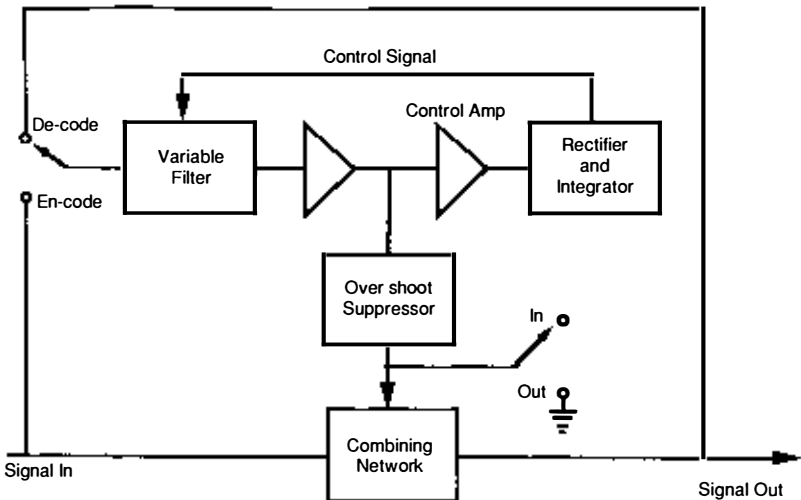 Control Signal
De-code
Control Amp
Variable
Filter
Rectifier
and
Integrator
En-code
Over shoot
Suppressor
In
Out
Combining
Network
Signal In
Signal Out